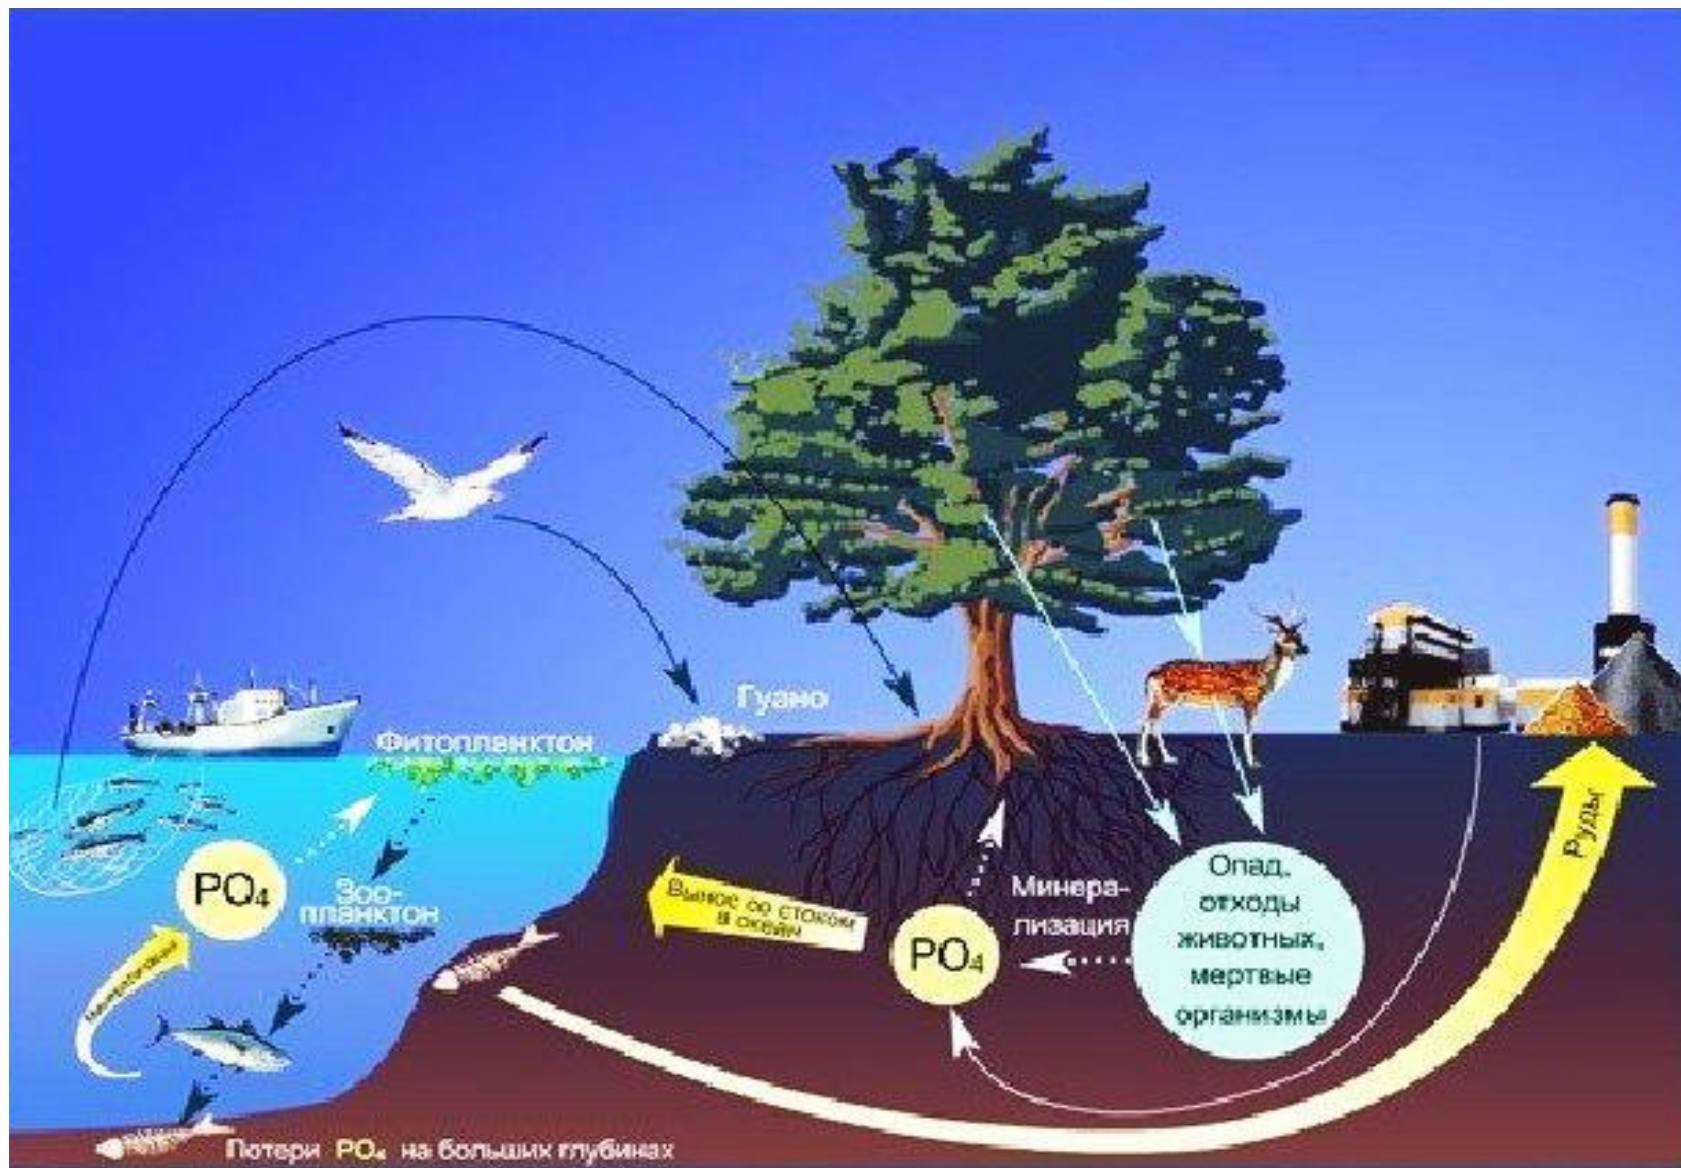 Гуано
Фитопланктон
PO₄
Зоо-
планктон
Минерализация
Вынос со стоком
в океан
PO₄
Минера-
лизация
Опад,
отходы
животных,
мертвые
организмы
Руды
Потери PO₄ на больших глубинах